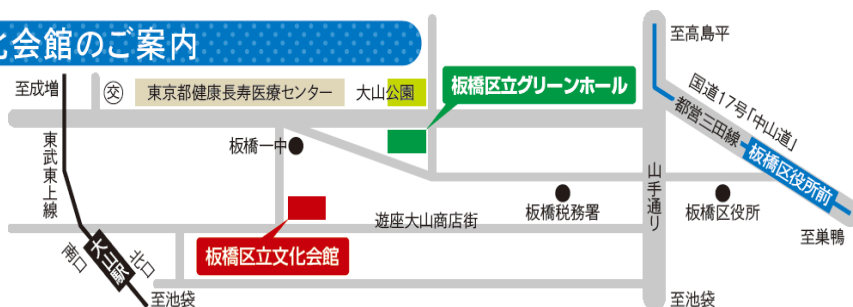 化会館のご案内
至高島平
至成増
交
東京都健康長寿医療センター
大山公園
板橋区立グリーンホール
国道17号「中山道」
都営三田線
板橋区役所前
東武東上線
板橋一中
山手通り
板橋税務署
板橋区役所
遊座大山商店街
至巣鴨
板橋区立文化会館
大山駅
南口
北口
至池袋
至池袋